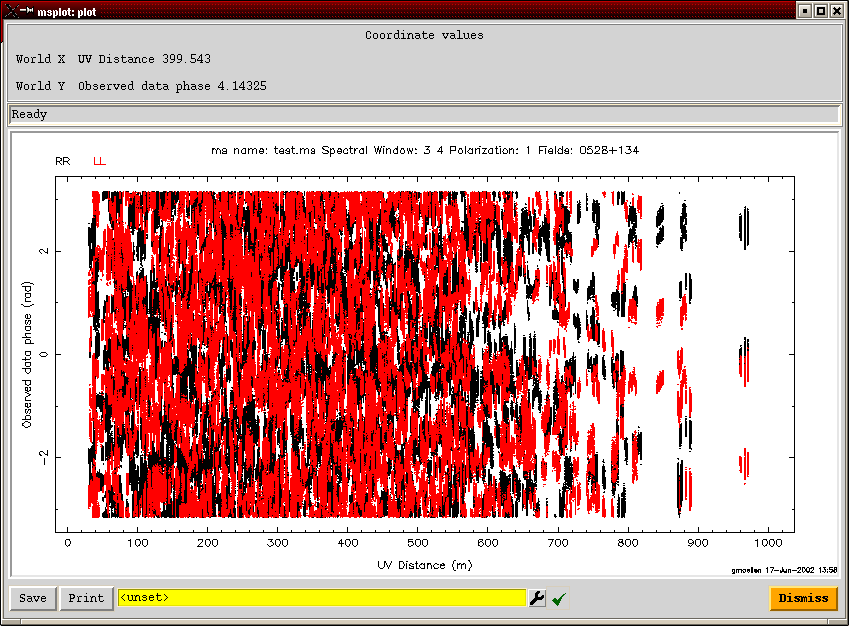 msplot: plot
Coordinate values
World X UV Distance 399.543
World Y Observed data phase 4.14325
Ready
ms name: test.ms Spectral Window: 3 4 Polarization: 1 Fields: 0528+134
RR LL
2
0
-2
Observed data phase (rad)
0 100 200 300 400 500 600 700 800 900 1000
UV Distance (m)
gmoellen 17-Jun-2002 13:58
Save Print <unset> Dismiss